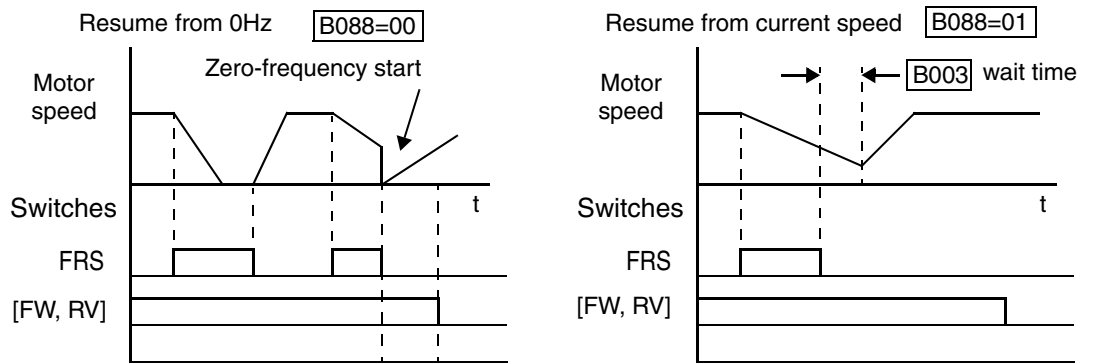 Resume from 0Hz B088=00
Zero-frequency start
Motor
speed
t
Switches
FRS
[FW, RV]
Resume from current speed B088=01
B003 wait time
Motor
speed
t
Switches
FRS
[FW, RV]